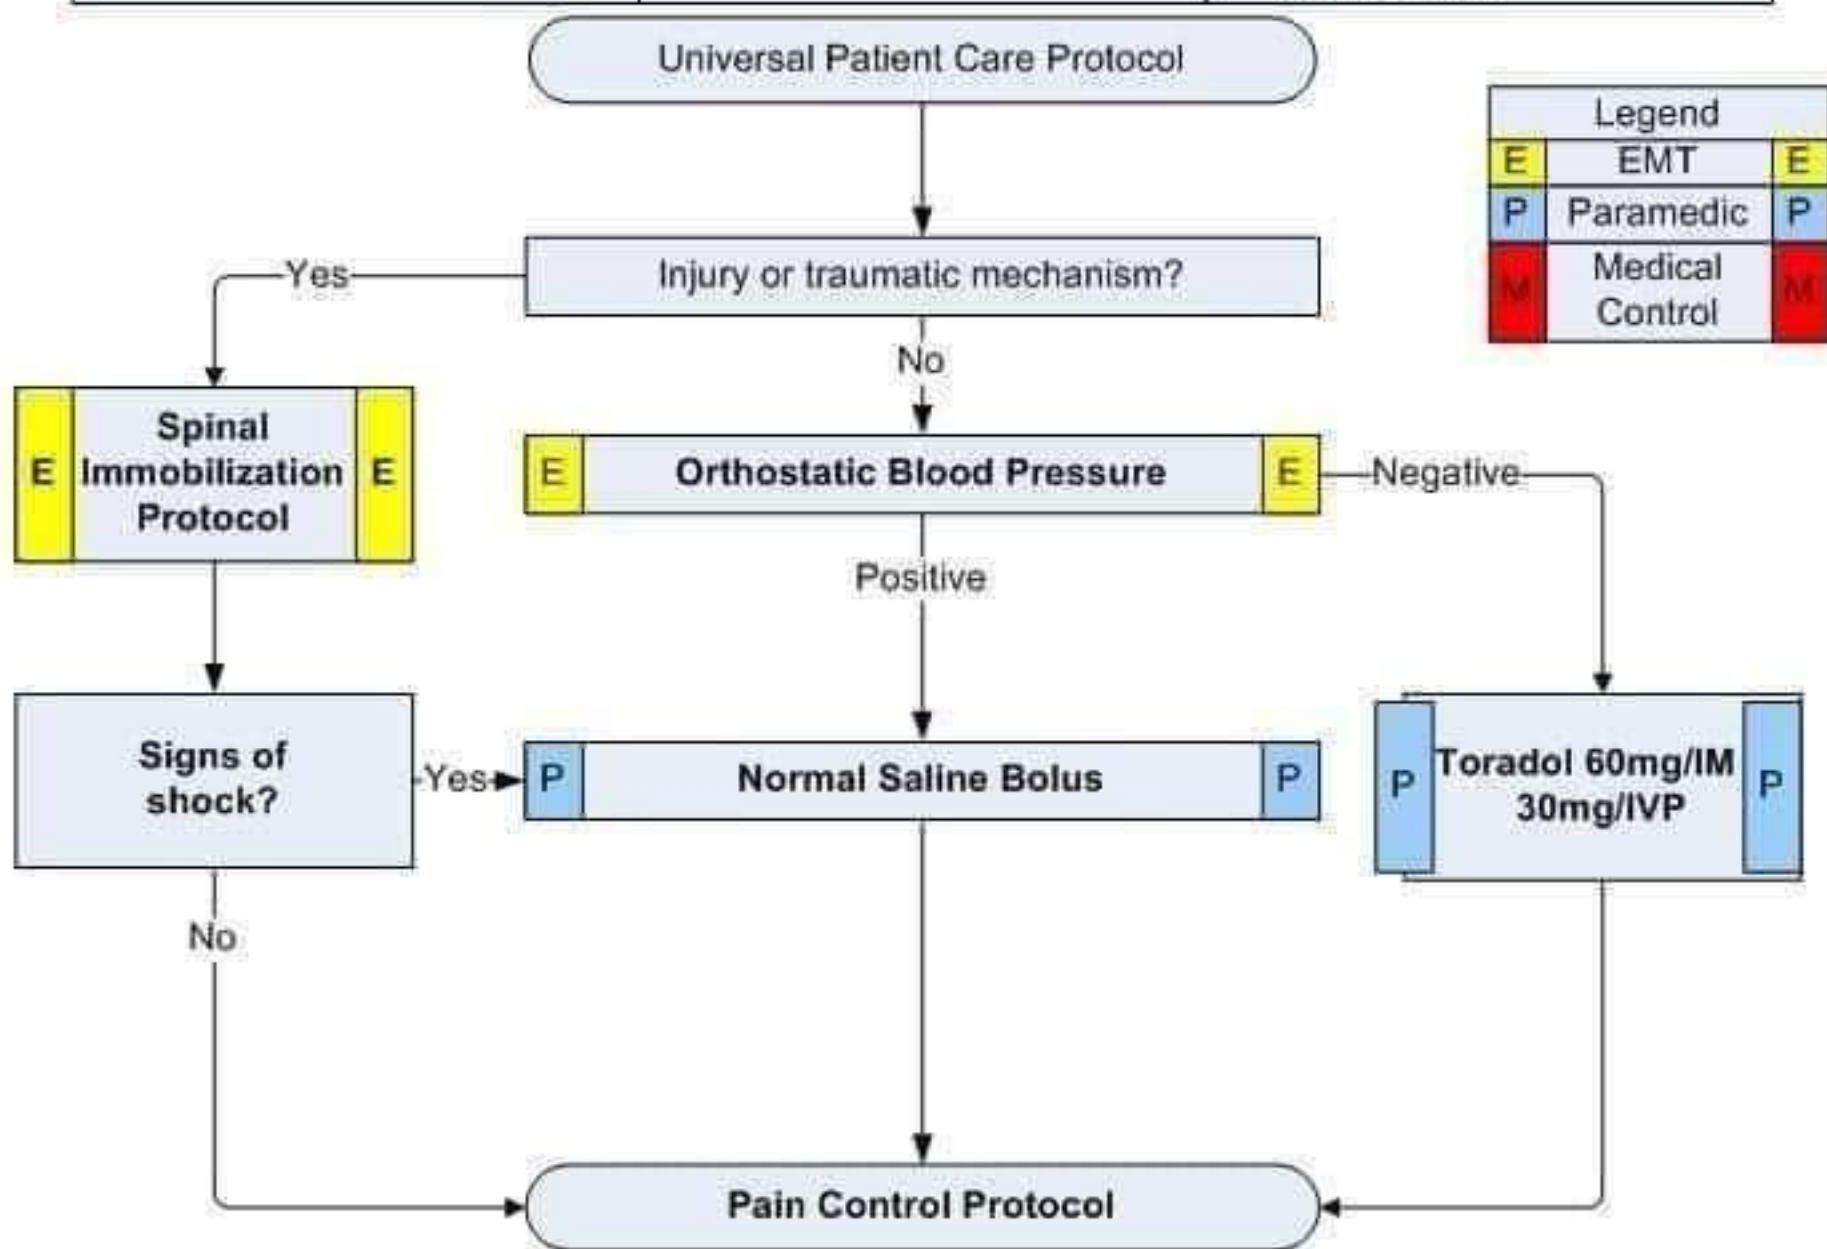 Universal Patient Care Protocol
Legend
E EMT E
P Paramedic P
M Medical M
Control
Injury or traumatic mechanism?
Yes
No
Spinal
E Immobilization E
Protocol
E Orthostatic Blood Pressure E
Negative
Positive
Signs of
shock?
Yes
P Normal Saline Bolus P
P Toradol 60mg/IM P
30mg/IVP
No
Pain Control Protocol